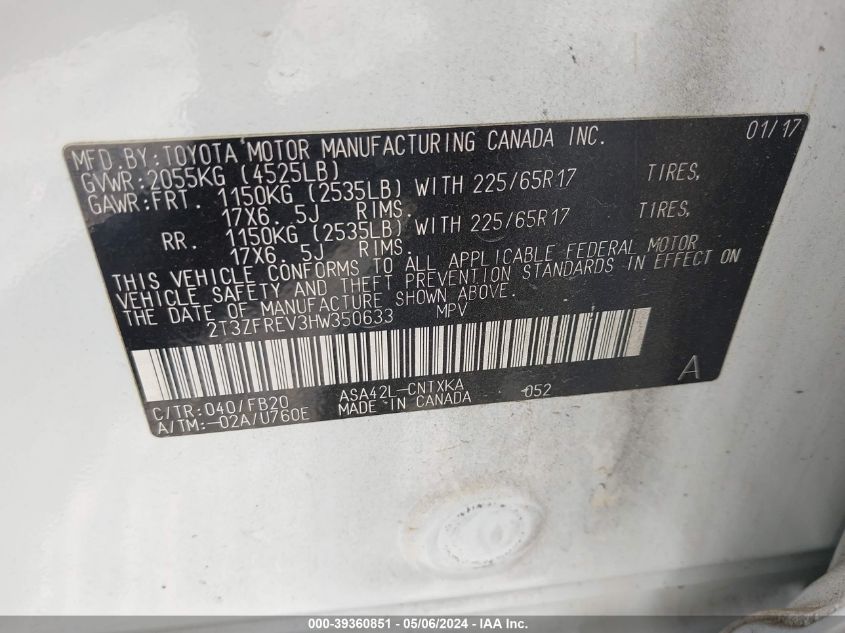 MFD. BY: TOYOTA MOTOR MANUFACTURING CANADA INC. 01/17
GVWR: 2055KG (4525LB)
GAWR: FRT. 1150KG (2535LB) WITH 225/65R17 TIRES,
17X6. 5J RIMS.
RR. 1150KG (2535LB) WITH 225/65R17 TIRES,
17X6. 5J RIMS.
THIS VEHICLE CONFORMS TO ALL APPLICABLE FEDERAL MOTOR
VEHICLE SAFETY AND THEFT PREVENTION STANDARDS IN EFFECT ON
THE DATE OF MANUFACTURE SHOWN ABOVE.
2T3ZFREV3HW350633 MPV
C/TR: 040/FB20 ASA42L-CNTXKA -052 A
A/TM: -02A/U760E MADE IN CANADA
000-39360851 - 05/06/2024 - IAA Inc.